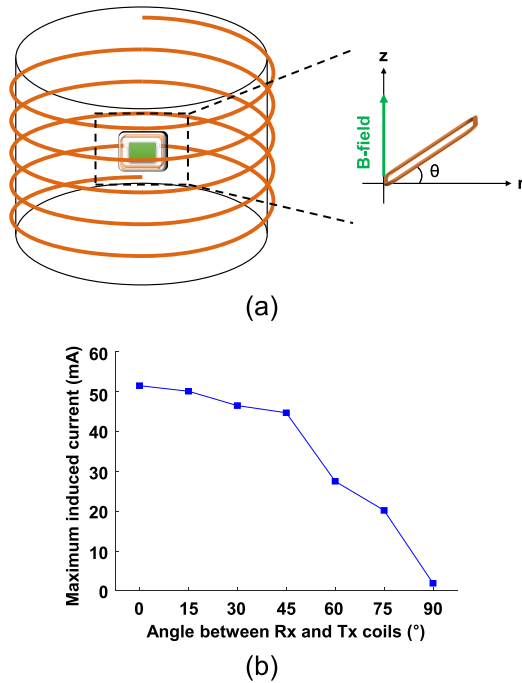 z
B-field
θ
r
(a)
Maximum induced current (mA)
60
50
40
30
20
10
0
0 15 30 45 60 75 90
Angle between Rx and Tx coils (°)
(b)